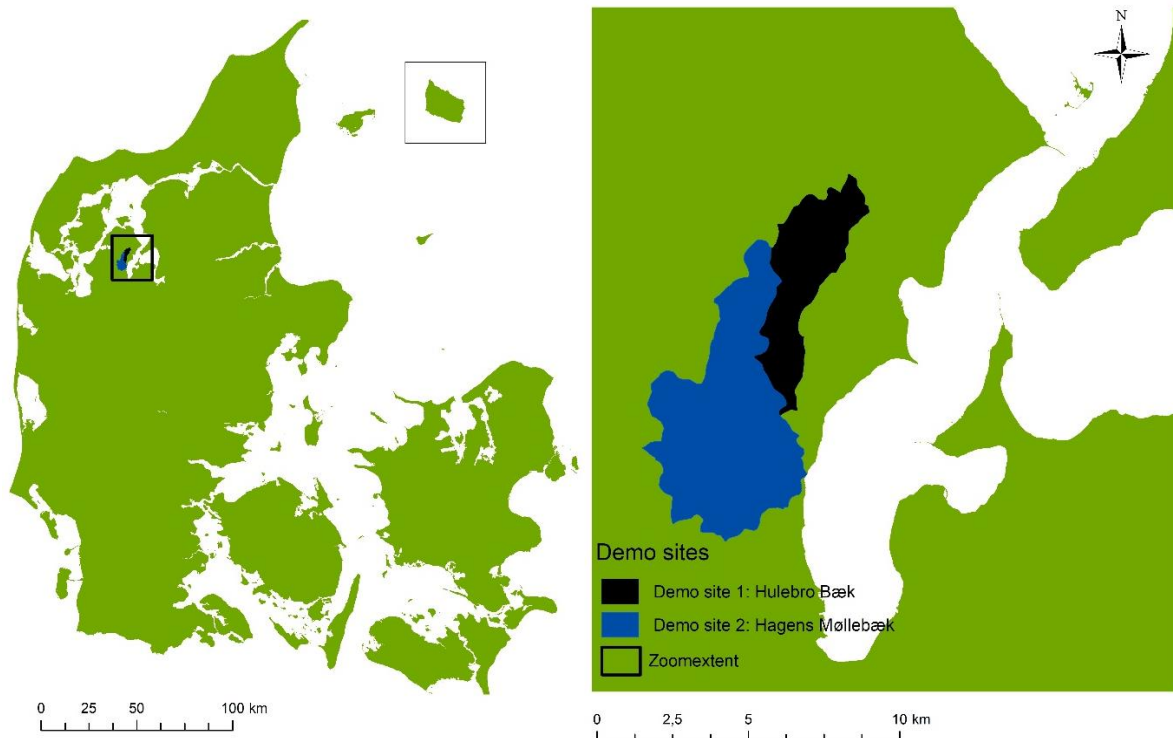 N
Demo sites
Demo site 1: Hulebro Bæk
Demo site 2: Hagens Møllebæk
Zoomextent
0 25 50 100 km
0 2,5 5 10 km